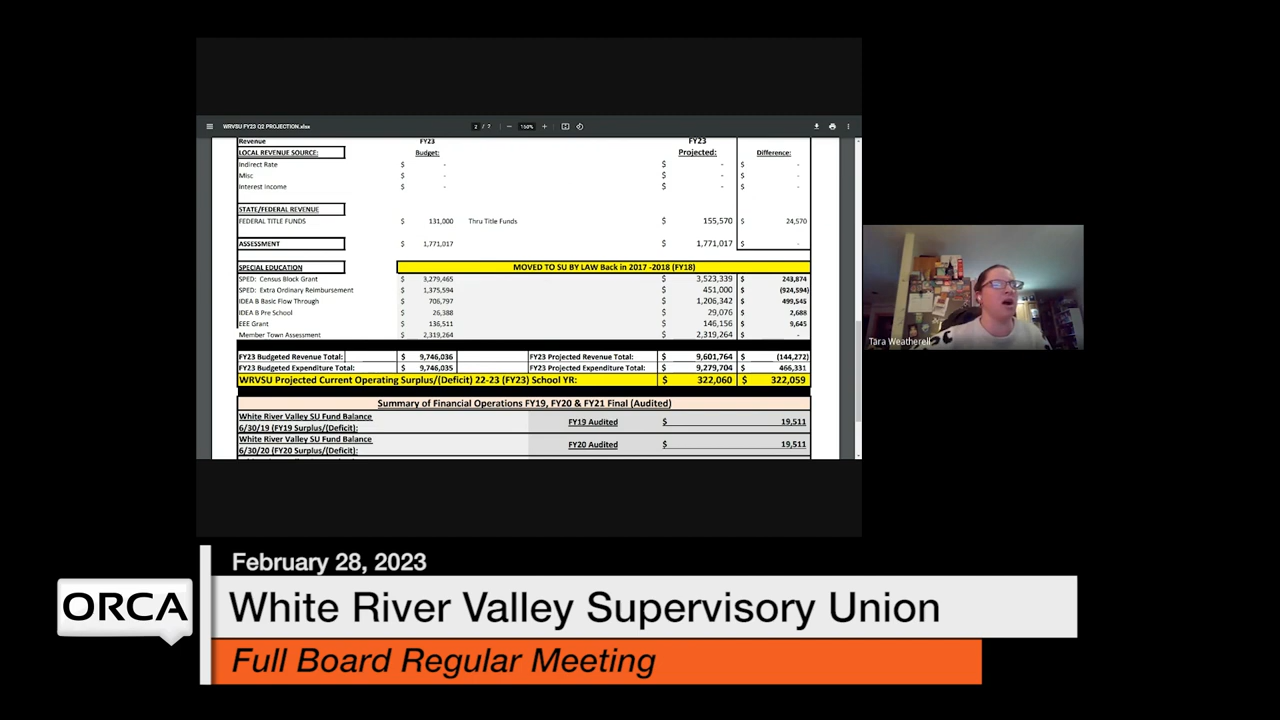 WRVSU FY23 Q2 PROJECTION.xlsx 2 / 7 — 150% +
Revenue FY23 FY23
LOCAL REVENUE SOURCE: Budget: Projected: Difference:
Indirect Rate $ - $ - $ -
Misc $ - $ - $ -
Interest Income $ - $ - $ -
STATE/FEDERAL REVENUE
FEDERAL TITLE FUNDS $ 131,000 Thru Title Funds $ 155,570 $ 24,570
ASSESSMENT $ 1,771,017 $ 1,771,017 $ -
SPECIAL EDUCATION MOVED TO SU BY LAW Back in 2017 -2018 (FY18)
SPED: Census Block Grant $ 3,279,465 $ 3,523,339 $ 243,874
SPED: Extra Ordinary Reimbursement $ 1,375,594 $ 451,000 $ (924,594)
IDEA B Basic Flow Through $ 706,797 $ 1,206,342 $ 499,545
IDEA B Pre School $ 26,388 $ 29,076 $ 2,688
EEE Grant $ 136,511 $ 146,156 $ 9,645
Member Town Assessment $ 2,319,264 $ 2,319,264 $ -
FY23 Budgeted Revenue Total: $ 9,746,036 FY23 Projected Revenue Total: $ 9,601,764 $ (144,272)
FY23 Budgeted Expenditure Total: $ 9,746,035 FY23 Projected Expenditure Total: $ 9,279,704 $ 466,331
WRVSU Projected Current Operating Surplus/(Deficit) 22-23 (FY23) School YR: $ 322,060 $ 322,059
Summary of Financial Operations FY19, FY20 & FY21 Final (Audited)
White River Valley SU Fund Balance
6/30/19 (FY19 Surplus/(Deficit): FY19 Audited $ 19,511
White River Valley SU Fund Balance
6/30/20 (FY20 Surplus/(Deficit): FY20 Audited $ 19,511
Tara Weatherell
February 28, 2023
ORCA
White River Valley Supervisory Union
Full Board Regular Meeting